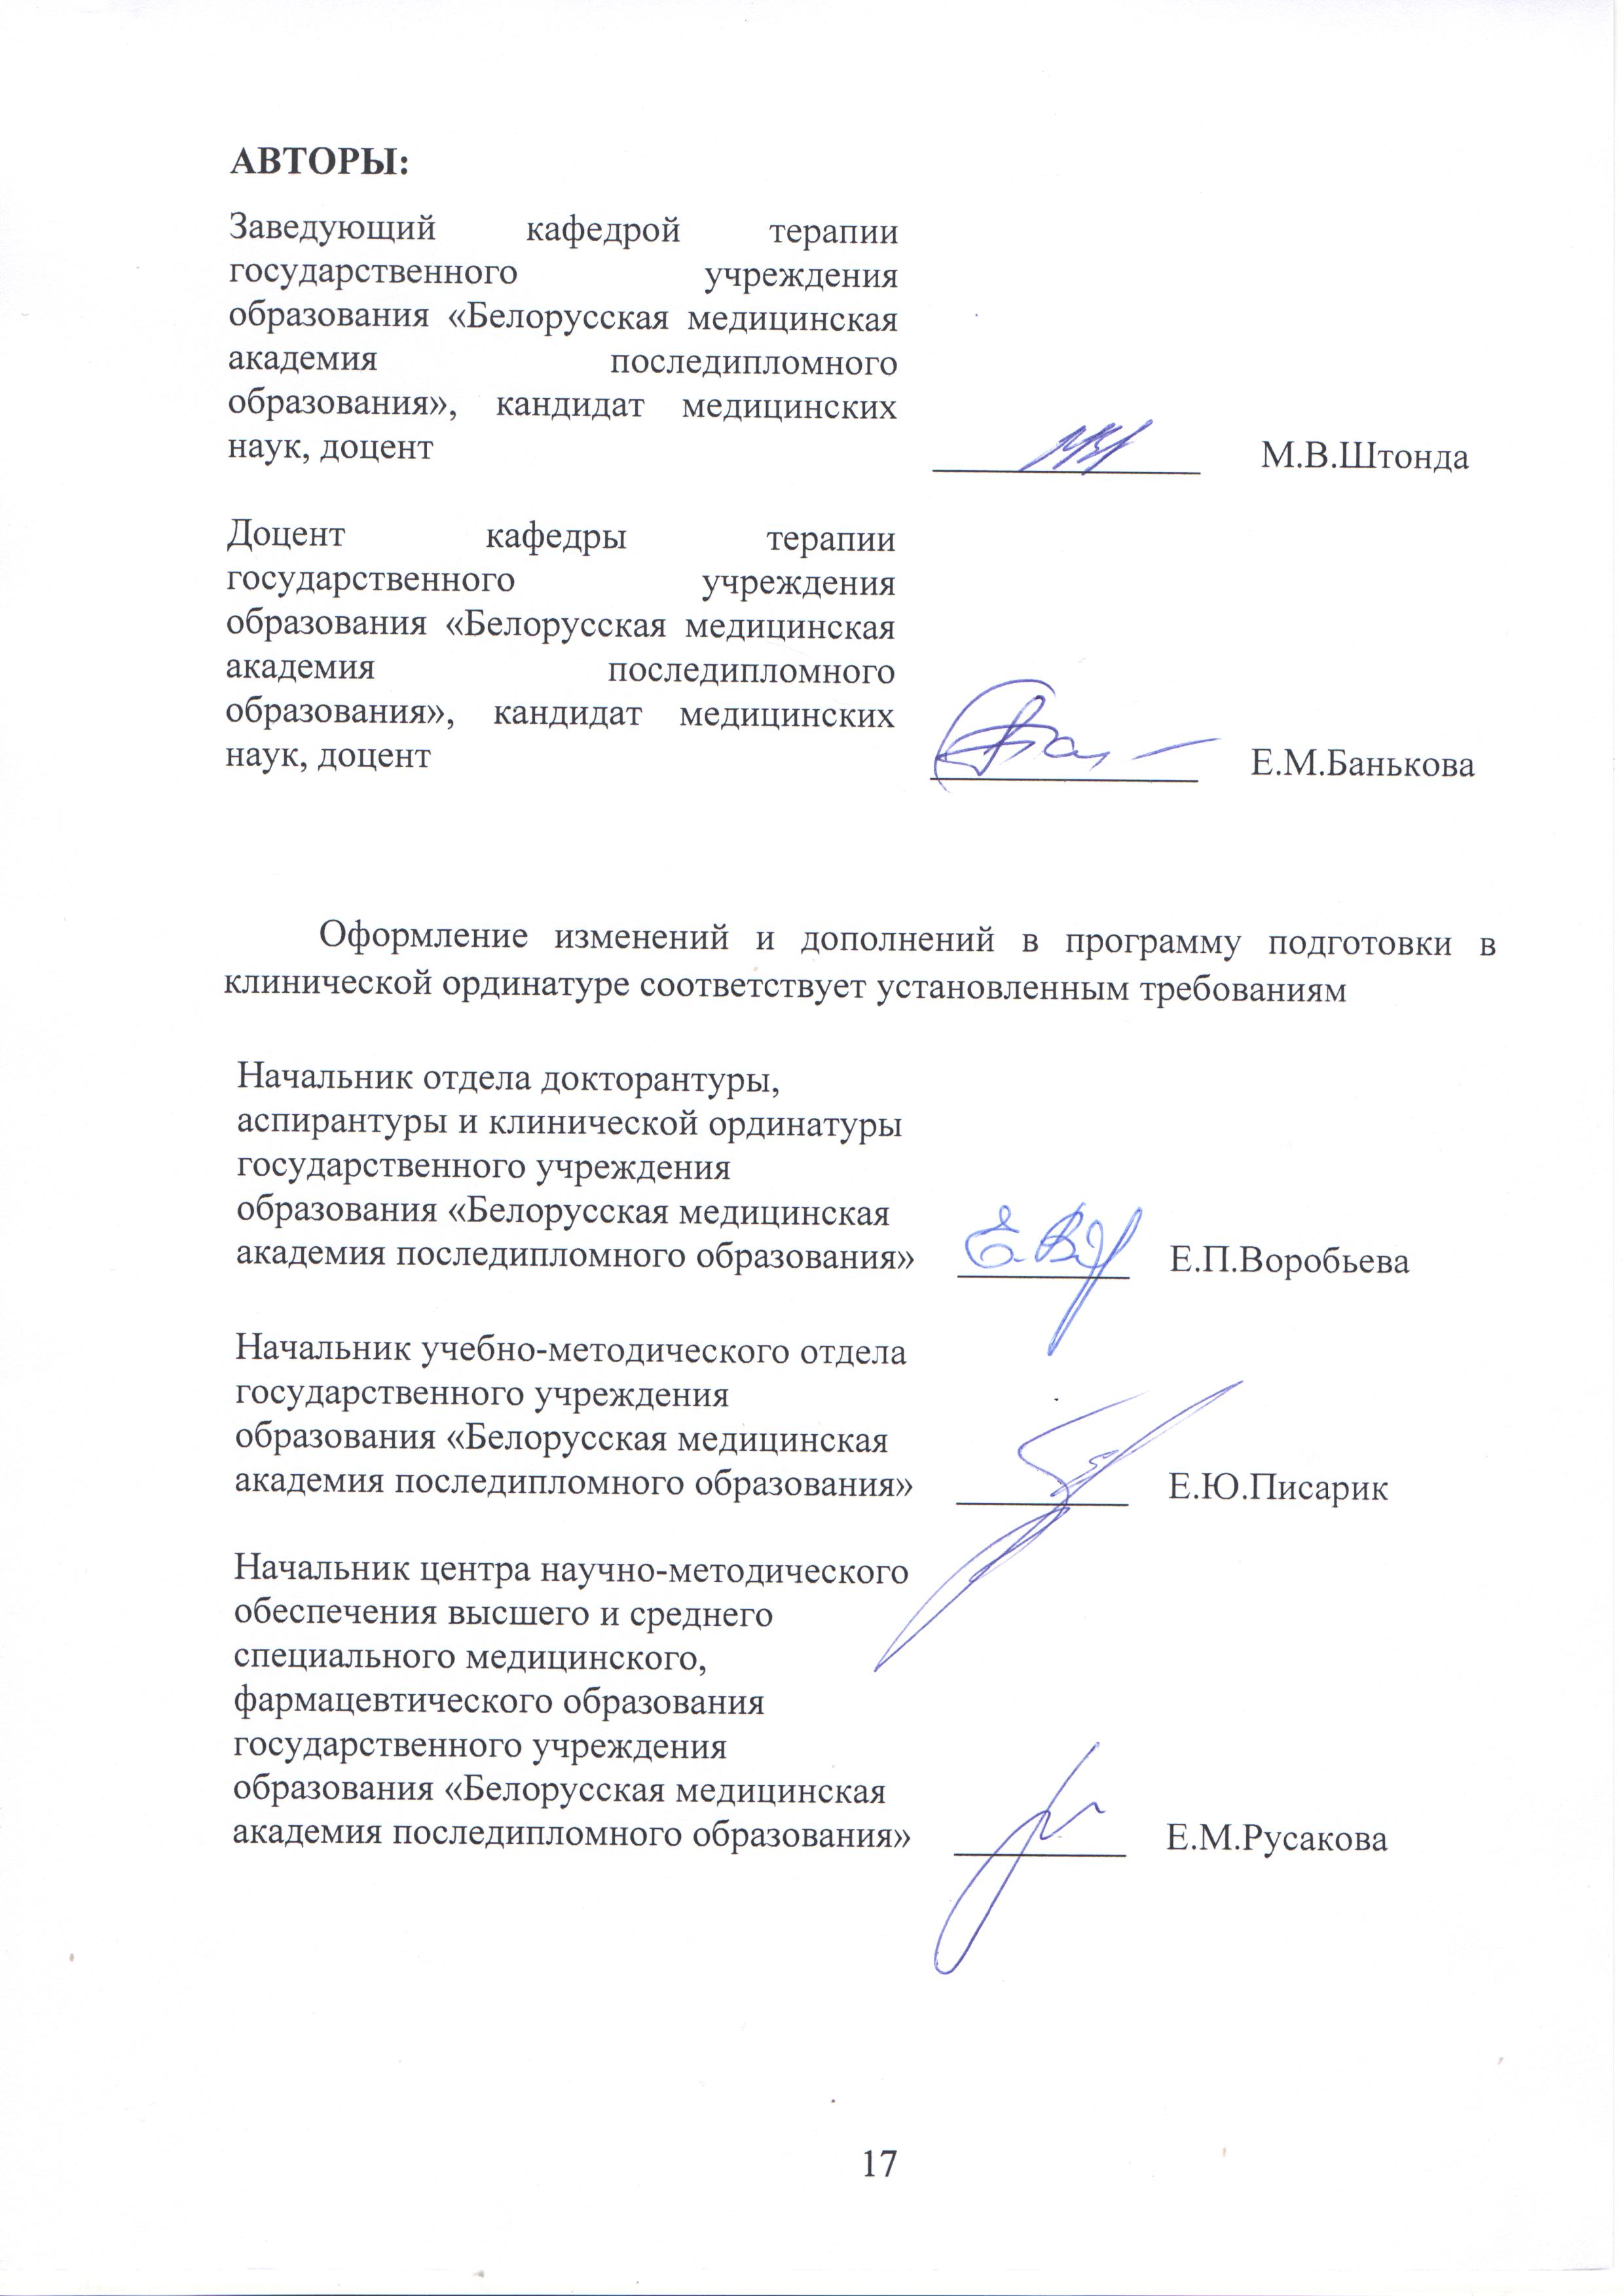 АВТОРЫ:
Заведующий кафедрой терапии
государственного учреждения
образования «Белорусская медицинская
академия последипломного
образования», кандидат медицинских
наук, доцент М.В.Штонда
Доцент кафедры терапии
государственного учреждения
образования «Белорусская медицинская
академия последипломного
образования», кандидат медицинских
наук, доцент Е.М.Банькова
Оформление изменений и дополнений в программу подготовки в
клинической ординатуре соответствует установленным требованиям
Начальник отдела докторантуры,
аспирантуры и клинической ординатуры
государственного учреждения
образования «Белорусская медицинская
академия последипломного образования» Е.П.Воробьева
Начальник учебно-методического отдела
государственного учреждения
образования «Белорусская медицинская
академия последипломного образования» Е.Ю.Писарик
Начальник центра научно-методического
обеспечения высшего и среднего
специального медицинского,
фармацевтического образования
государственного учреждения
образования «Белорусская медицинская
академия последипломного образования» Е.М.Русакова
17